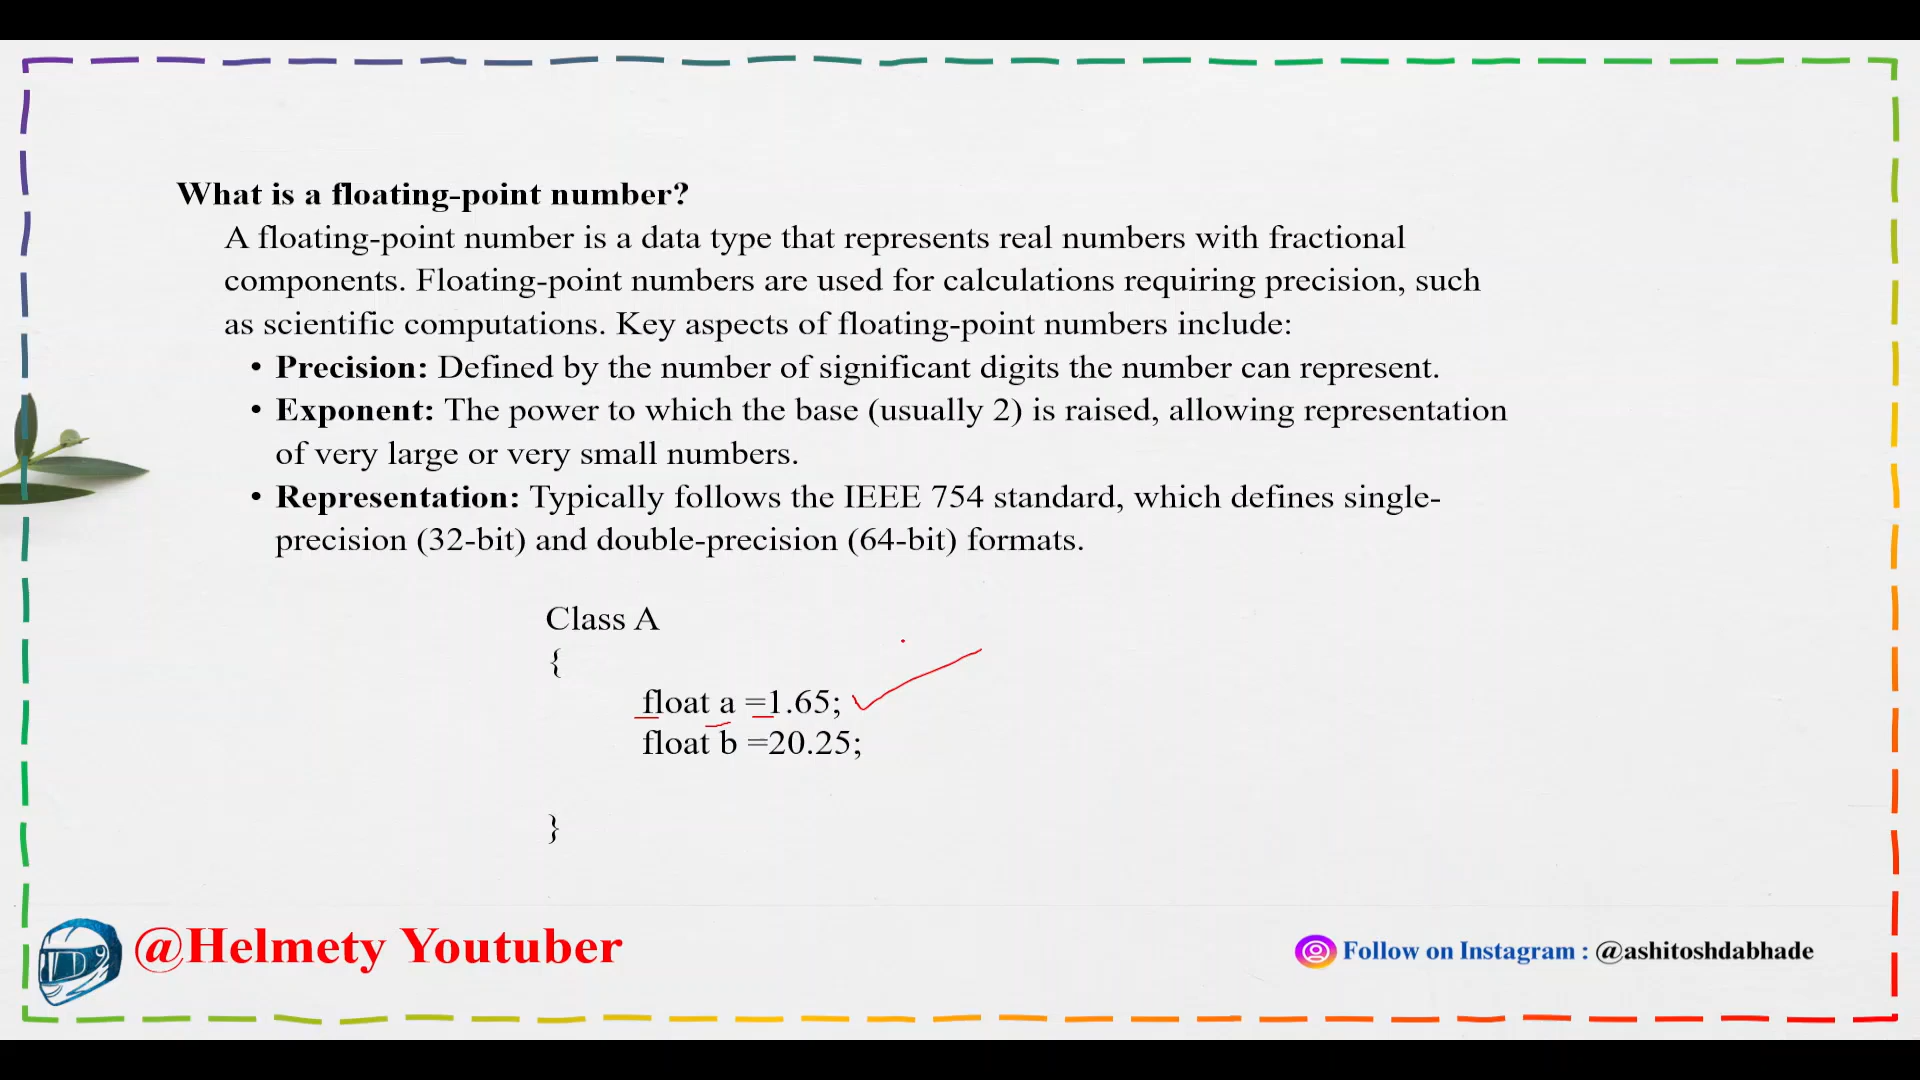 What is a floating-point number?
A floating-point number is a data type that represents real numbers with fractional
components. Floating-point numbers are used for calculations requiring precision, such
as scientific computations. Key aspects of floating-point numbers include:
• Precision: Defined by the number of significant digits the number can represent.
• Exponent: The power to which the base (usually 2) is raised, allowing representation
of very large or very small numbers.
• Representation: Typically follows the IEEE 754 standard, which defines single-
precision (32-bit) and double-precision (64-bit) formats.
Class A
{
float a =1.65;
float b =20.25;
}
@Helmety Youtuber
Follow on Instagram : @ashitoshdabhade